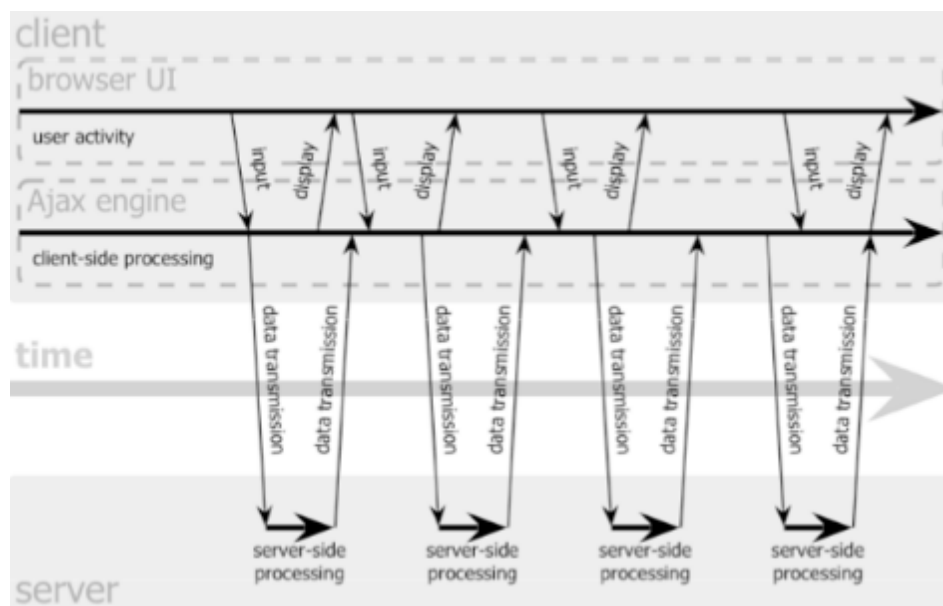 client
browser UI
user activity
input
display
input
display
input
display
input
display
Ajax engine
client-side processing
data transmission
data transmission
data transmission
data transmission
data transmission
data transmission
data transmission
data transmission
time
server-side
processing
server-side
processing
server-side
processing
server-side
processing
server